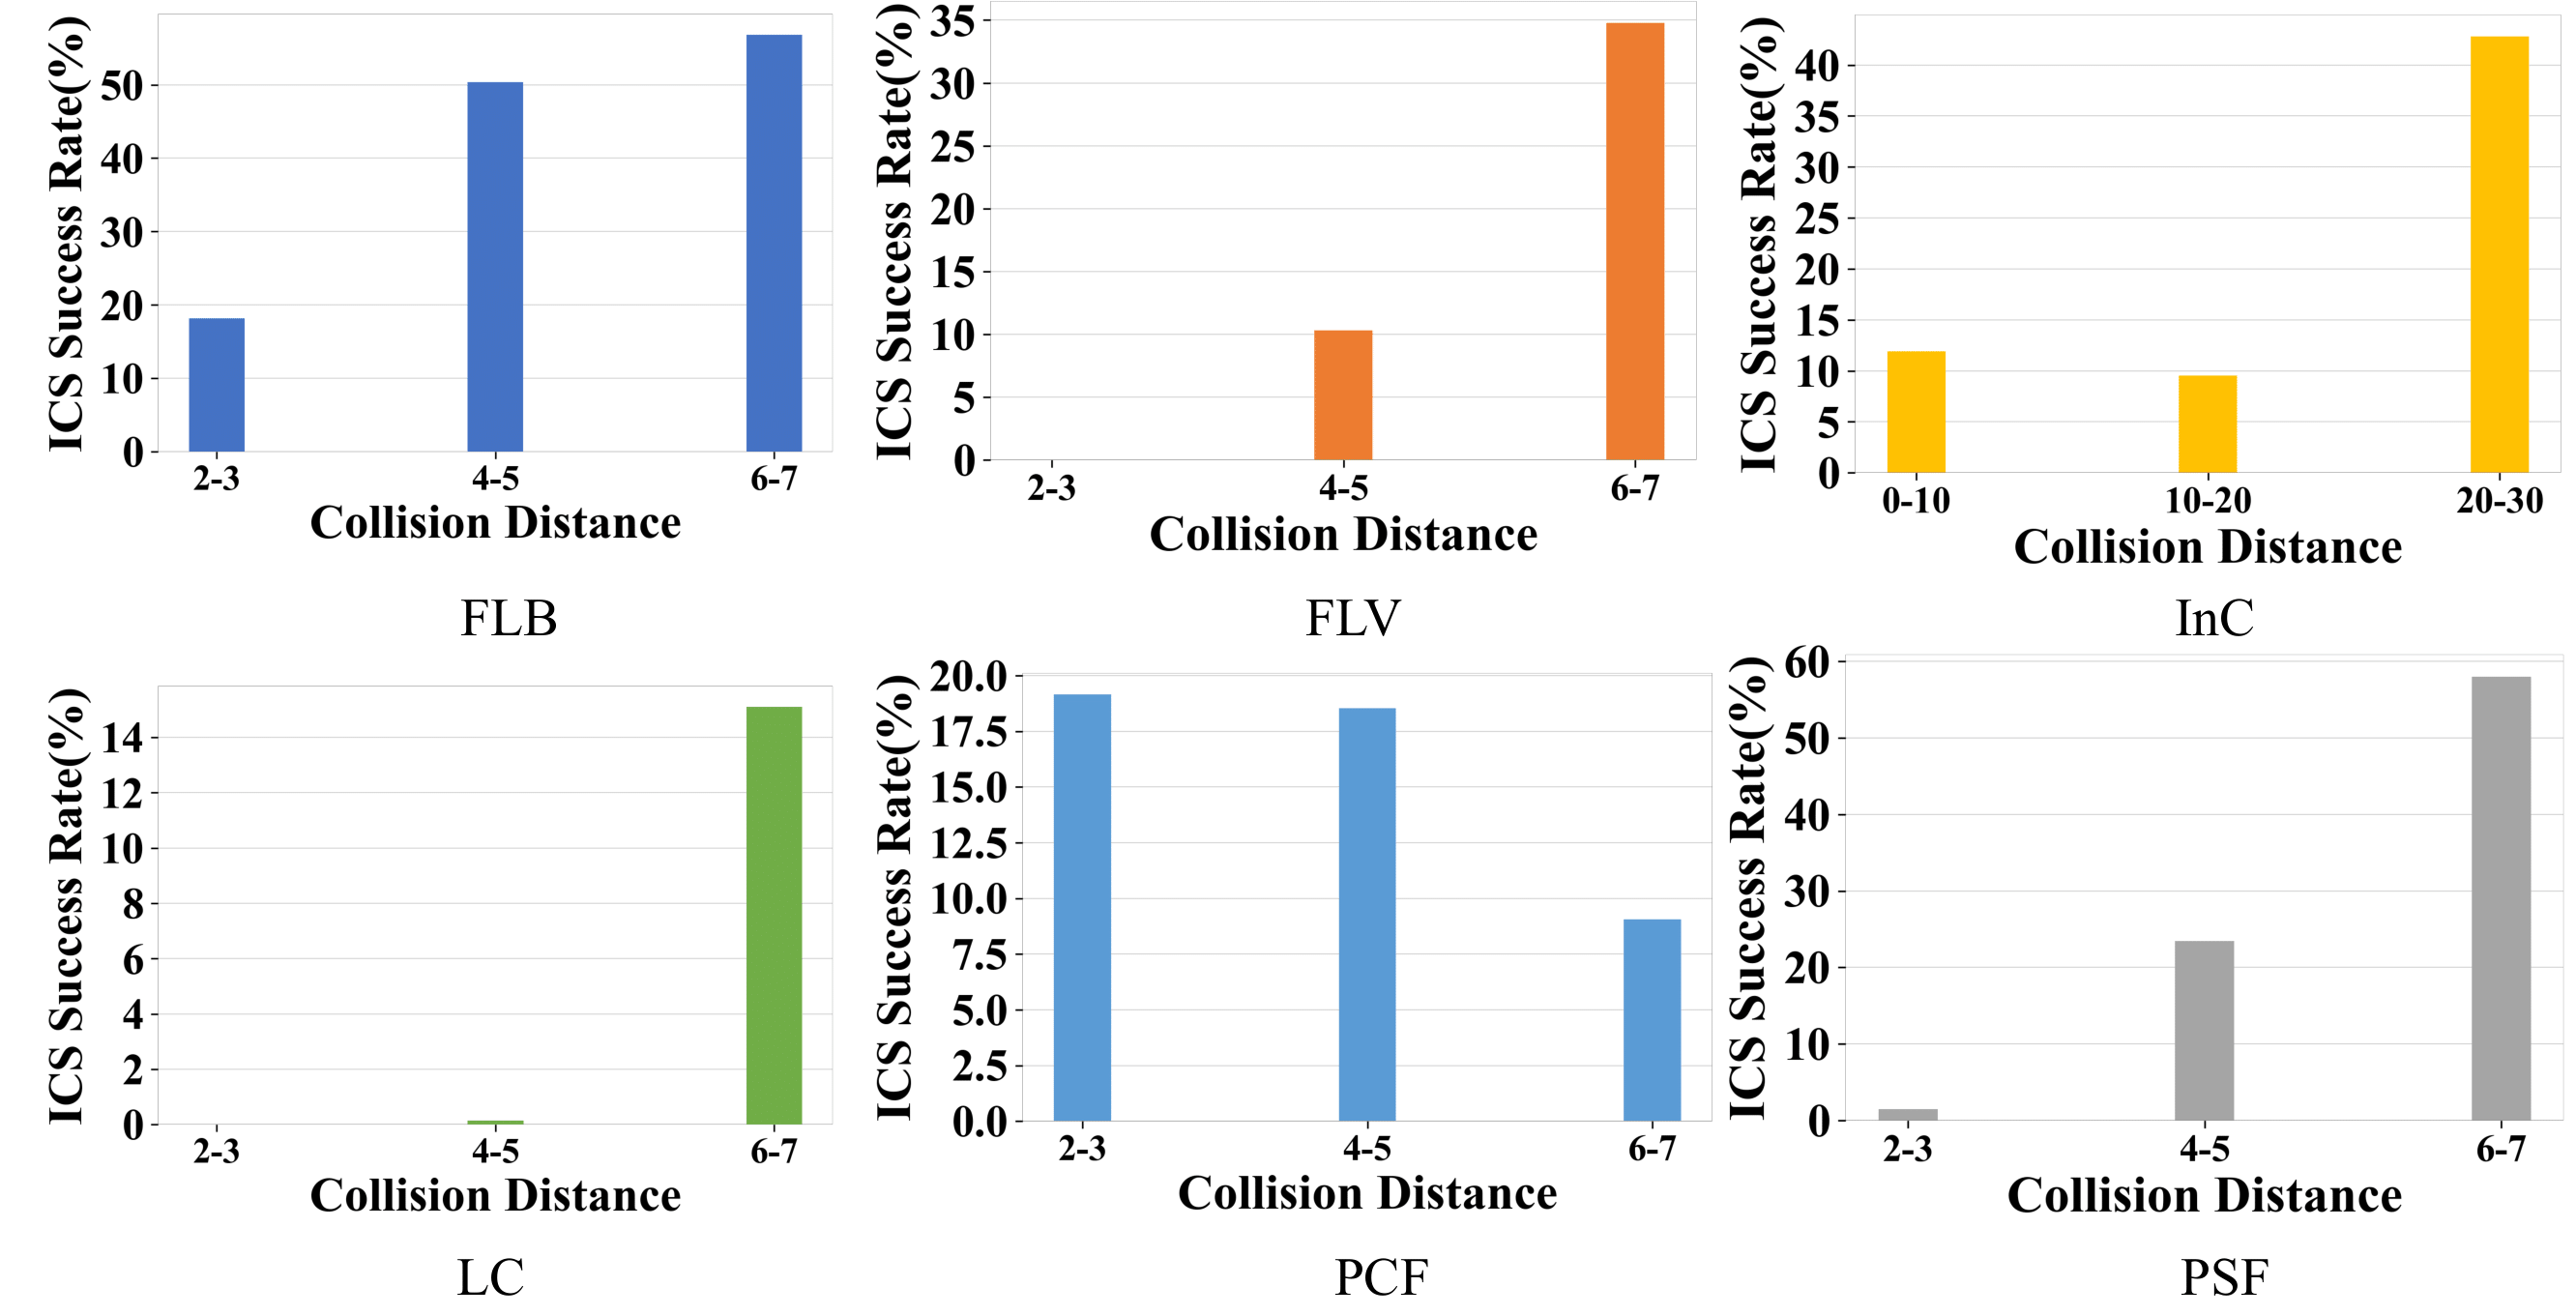 ICS Success Rate(%)
50
40
30
20
10
0
2-3 4-5 6-7
Collision Distance
FLB
ICS Success Rate(%)
35
30
25
20
15
10
5
0
2-3 4-5 6-7
Collision Distance
FLV
ICS Success Rate(%)
40
35
30
25
20
15
10
5
0
0-10 10-20 20-30
Collision Distance
InC
ICS Success Rate(%)
14
12
10
8
6
4
2
0
2-3 4-5 6-7
Collision Distance
LC
ICS Success Rate(%)
20.0
17.5
15.0
12.5
10.0
7.5
5.0
2.5
0.0
2-3 4-5 6-7
Collision Distance
PCF
ICS Success Rate(%)
60
50
40
30
20
10
0
2-3 4-5 6-7
Collision Distance
PSF